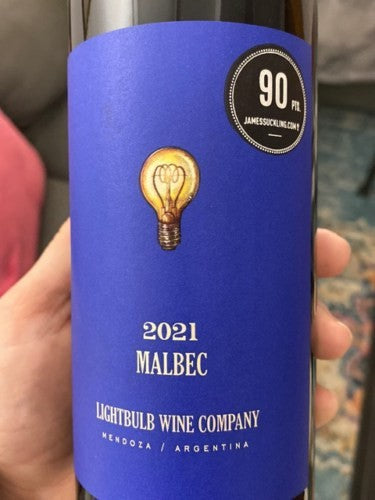 90
PTS.
JAMESSUCKLING.COM
2021
MALBEC
LIGHTBULB WINE COMPANY
MENDOZA / ARGENTINA